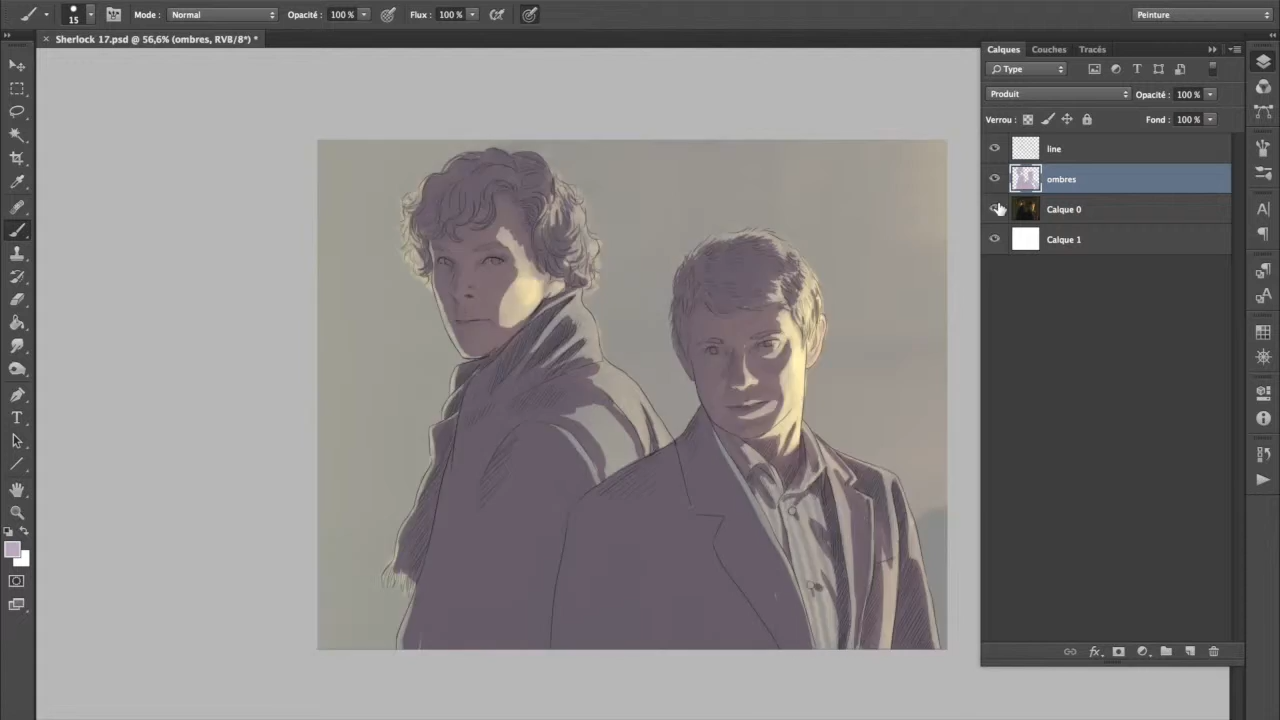 15 Mode : Normal Opacité : 100 % Flux : 100 % Peinture
× Sherlock 17.psd @ 56,6% (ombres, RVB/8*) *
Calques Couches Tracés
Type
Produit Opacité : 100 %
Verrou : Fond : 100 %
line
ombres
Calque 0
Calque 1